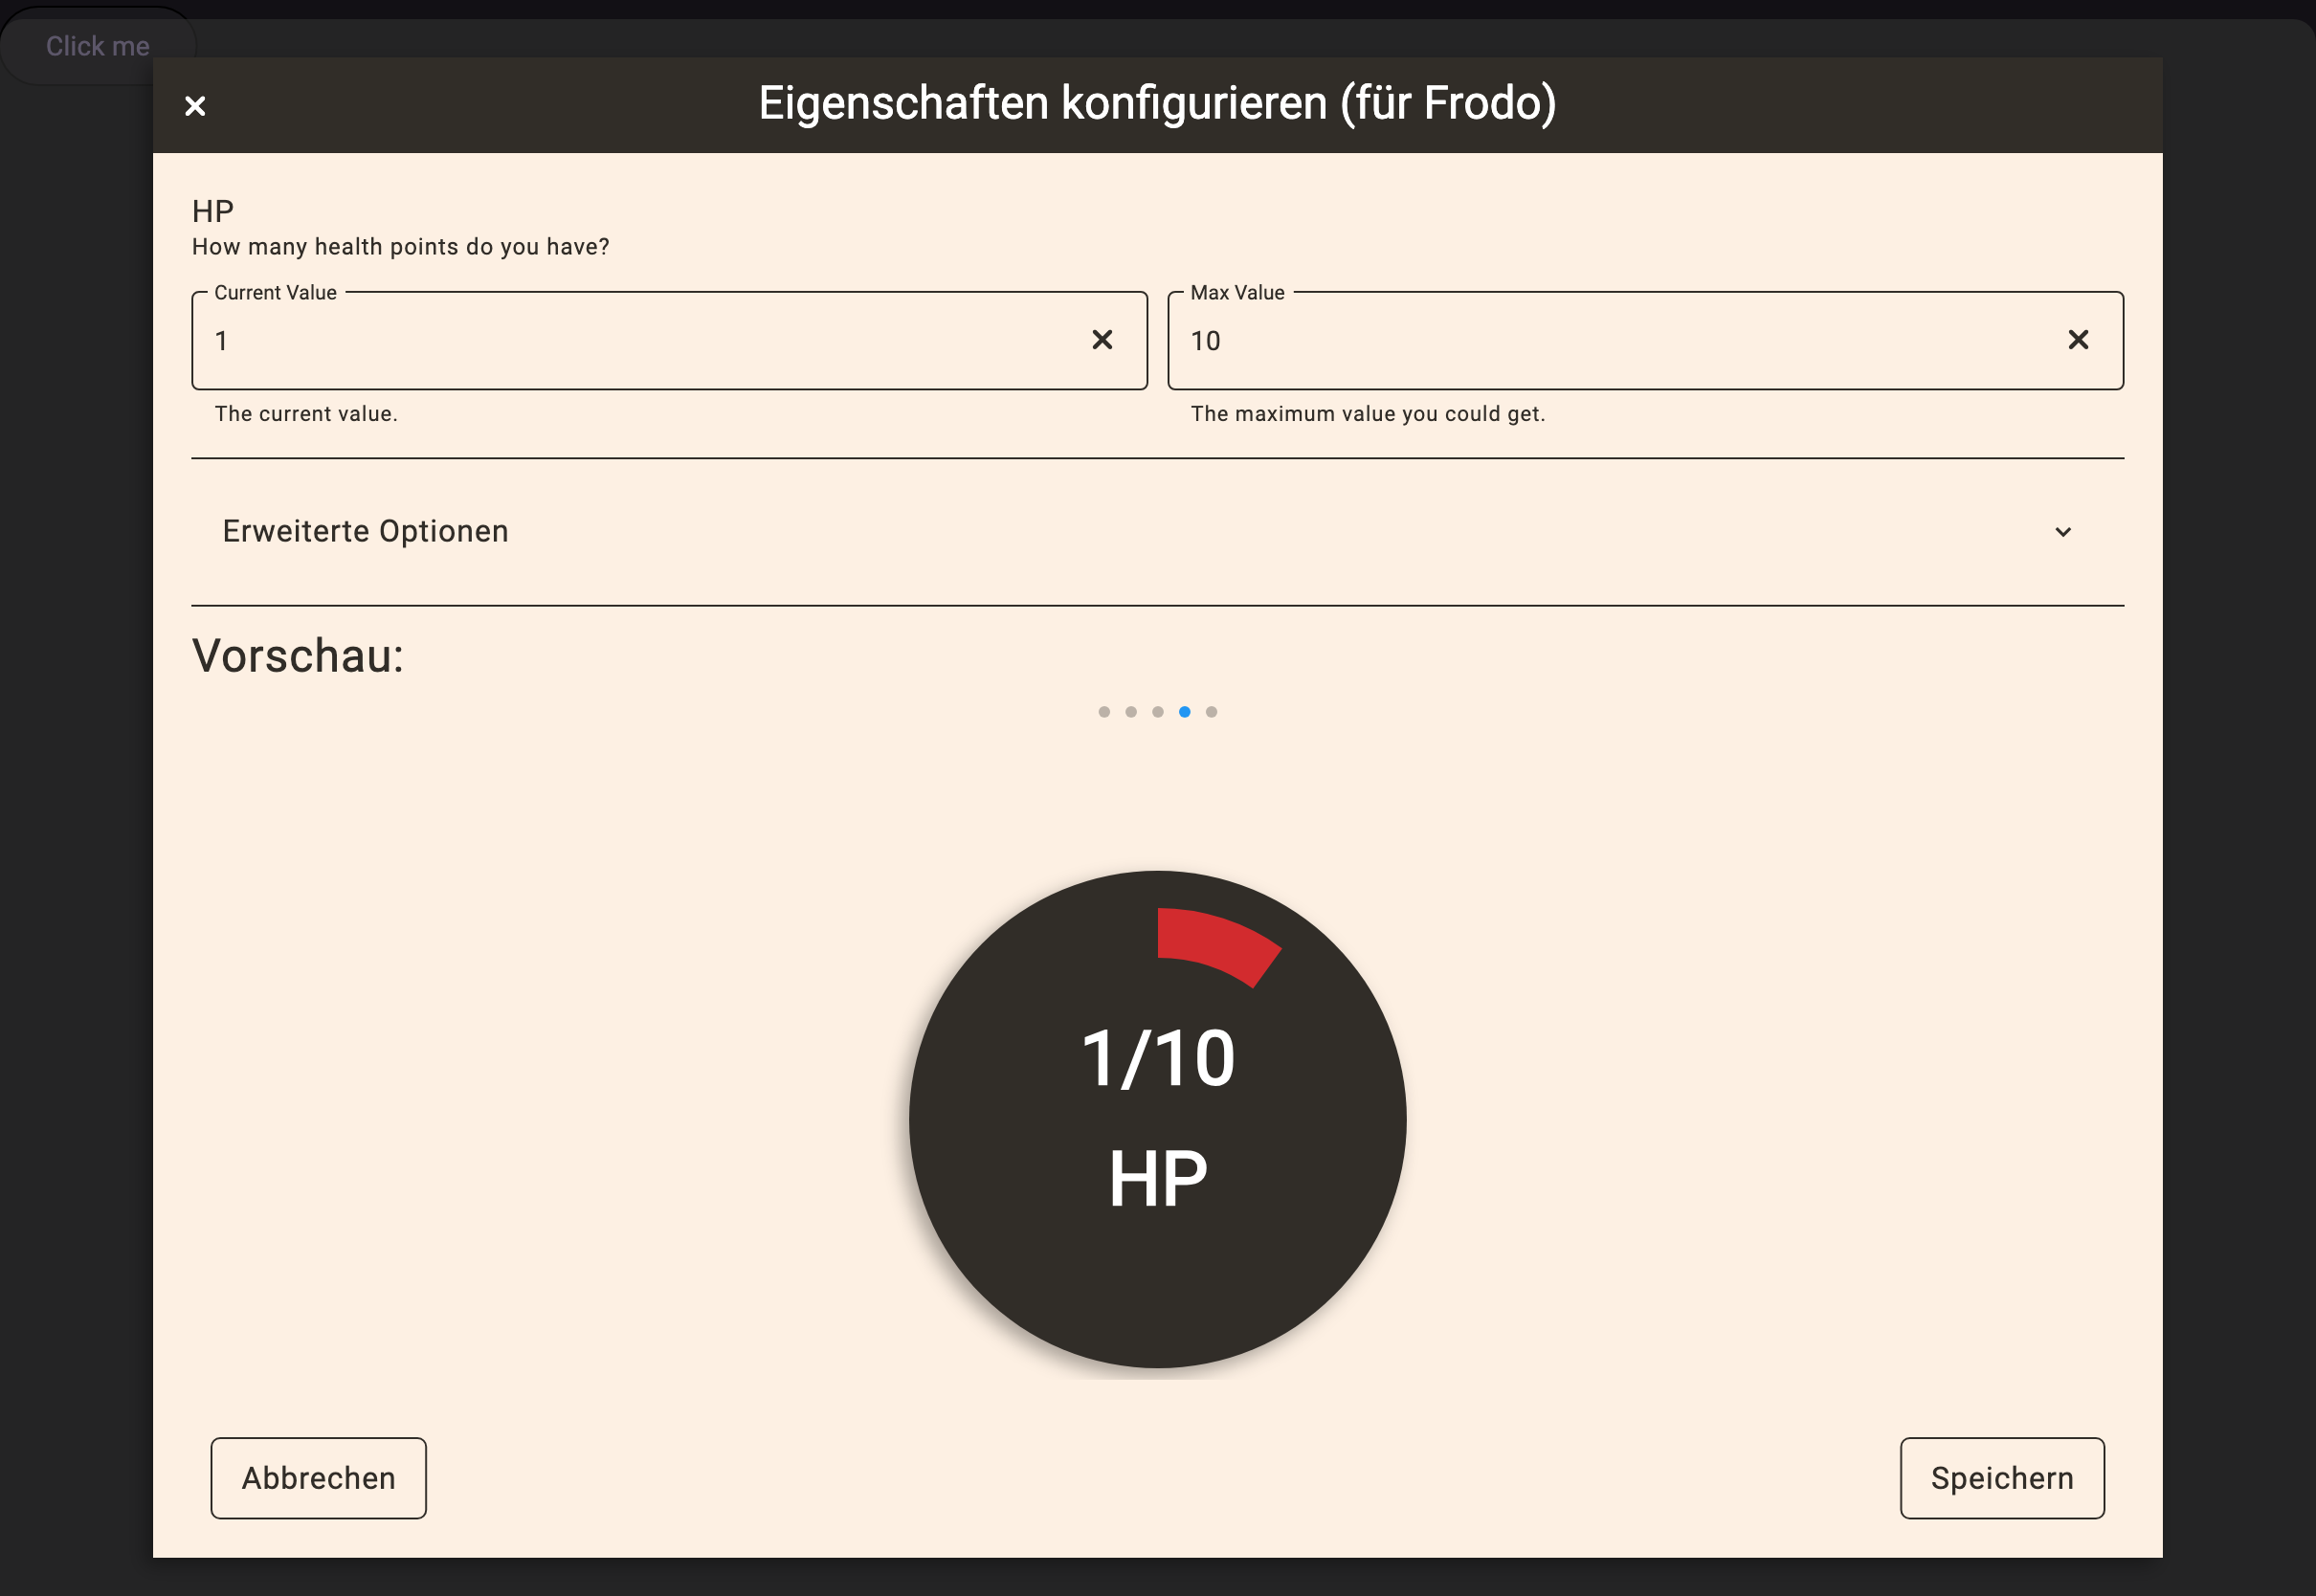 Click me
Eigenschaften konfigurieren (für Frodo)
HP
How many health points do you have?
Current Value
1
Max Value
10
The current value.
The maximum value you could get.
Erweiterte Optionen
Vorschau:
1/10
HP
Abbrechen
Speichern